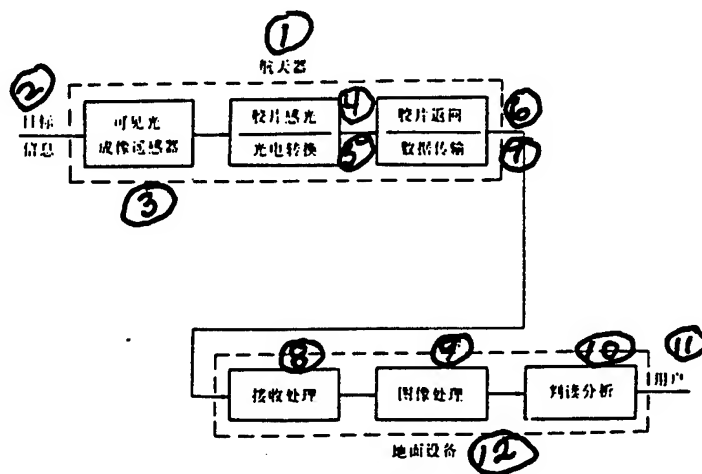 ①
航天器
②
目标
信息
可见光
成像遥感器
③
胶片感光
光电转换
④
⑤
胶片返回
数据传输
⑥
⑦
⑧
接收处理
⑨
图像处理
⑩
判读分析
⑪
用户
地面设备
⑫